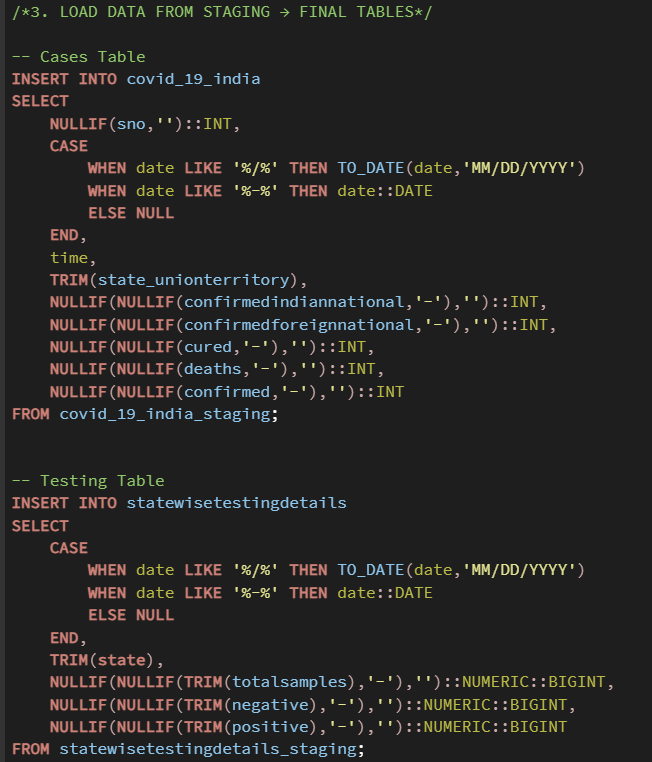 /*3. LOAD DATA FROM STAGING → FINAL TABLES*/
-- Cases Table
INSERT INTO covid_19_india
SELECT
NULLIF(sno,'')::INT,
CASE
WHEN date LIKE '%/%' THEN TO_DATE(date,'MM/DD/YYYY')
WHEN date LIKE '%-%' THEN date::DATE
ELSE NULL
END,
time,
TRIM(state_unionterritory),
NULLIF(NULLIF(confirmedindiannational,'-'),'')::INT,
NULLIF(NULLIF(confirmedforeignnational,'-'),'')::INT,
NULLIF(NULLIF(cured,'-'),'')::INT,
NULLIF(NULLIF(deaths,'-'),'')::INT,
NULLIF(NULLIF(confirmed,'-'),'')::INT
FROM covid_19_india_staging;
-- Testing Table
INSERT INTO statewisetestingdetails
SELECT
CASE
WHEN date LIKE '%/%' THEN TO_DATE(date,'MM/DD/YYYY')
WHEN date LIKE '%-%' THEN date::DATE
ELSE NULL
END,
TRIM(state),
NULLIF(NULLIF(TRIM(totalsamples),'-'),'')::NUMERIC::BIGINT,
NULLIF(NULLIF(TRIM(negative),'-'),'')::NUMERIC::BIGINT,
NULLIF(NULLIF(TRIM(positive),'-'),'')::NUMERIC::BIGINT
FROM statewisetestingdetails_staging;